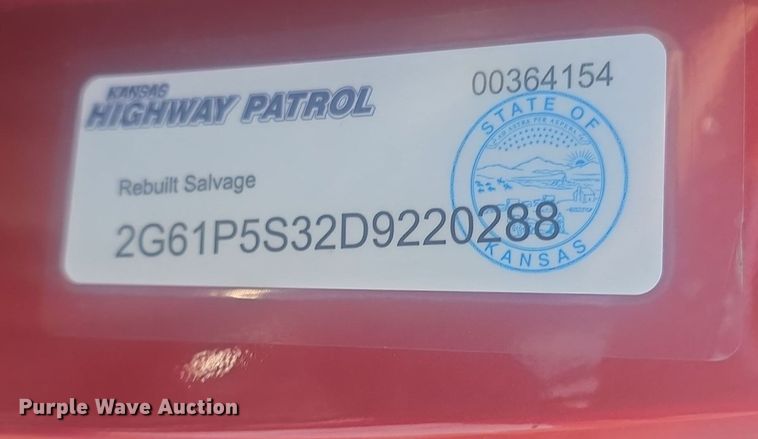 KANSAS
HIGHWAY PATROL
00364154
STATE OF
Rebuilt Salvage
2G61P5S32D9220288
KANSAS
Purple Wave Auction